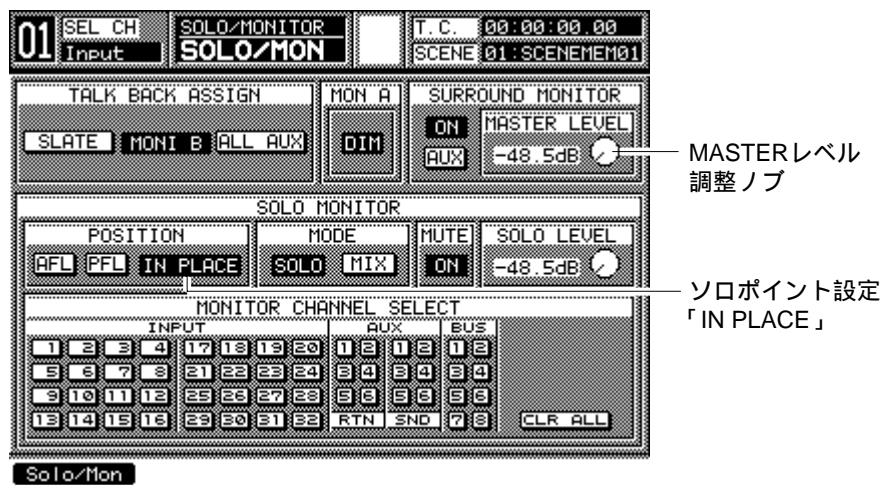 01 SEL CH Input SOLO/MONITOR SOLO/MON T.C. 00:00:00.00
SCENE 01:SCENEMEM01
TALK BACK ASSIGN MON A SURROUND MONITOR
SLATE MONI B ALL AUX DIM ON AUX MASTER LEVEL -48.5dB
MASTERレベル
調整ノブ
SOLO MONITOR
POSITION MODE MUTE SOLO LEVEL
AFL PFL IN PLACE SOLO MIX ON -48.5dB
ソロポイント設定
「IN PLACE」
MONITOR CHANNEL SELECT
INPUT AUX BUS
1 2 3 4 17 18 19 20 1 2 1 2 1 2
5 6 7 8 21 22 23 24 3 4 3 4 3 4
9 10 11 12 25 26 27 28 5 6 5 6 5 6
13 14 15 16 29 30 31 32 RTN SND 7 8 CLR ALL
Solo/Mon